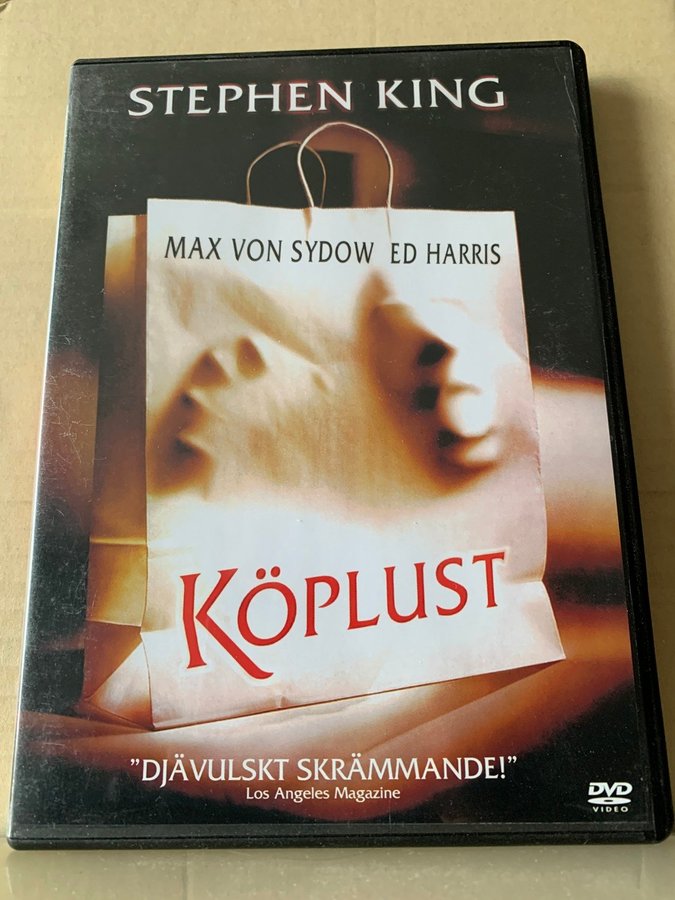 STEPHEN KING
MAX VON SYDOW ED HARRIS
KÖPLUST
"DJÄVULSKT SKRÄMMANDE!"
Los Angeles Magazine
DVD
VIDEO